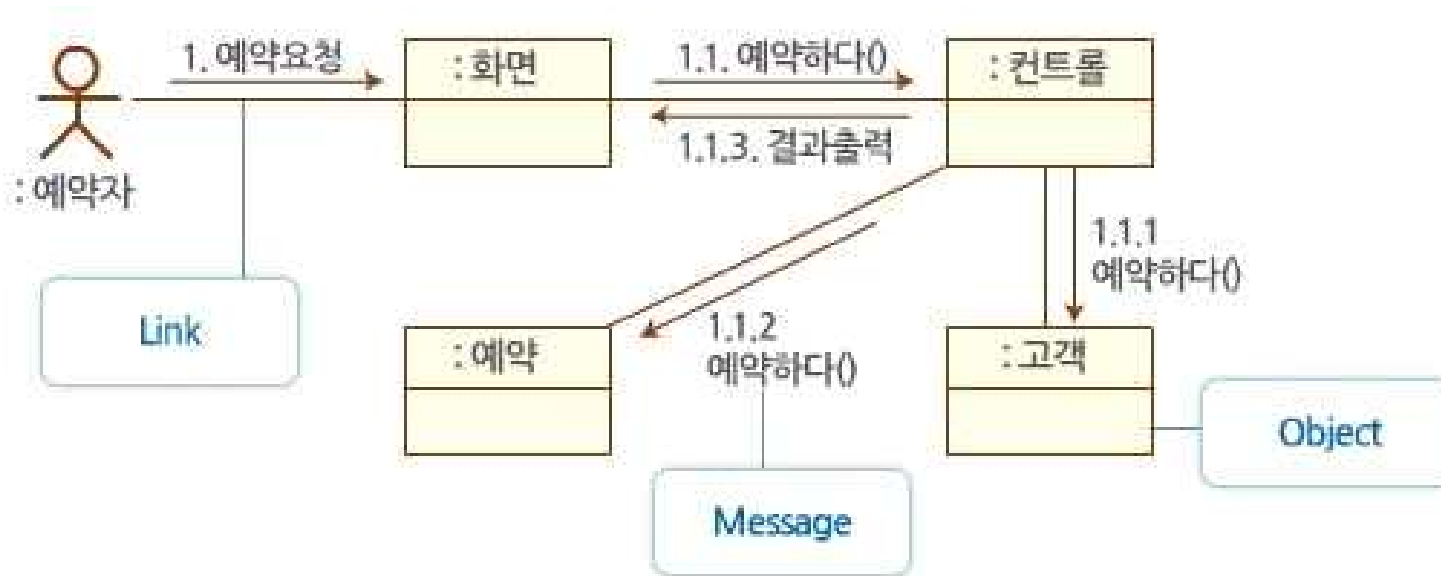 1. 예약요청
: 화면
1.1. 예약하다()
: 컨트롤
1.1.3. 결과출력
: 예약자
1.1.1
예약하다()
Link
: 예약
1.1.2
예약하다()
: 고객
Object
Message